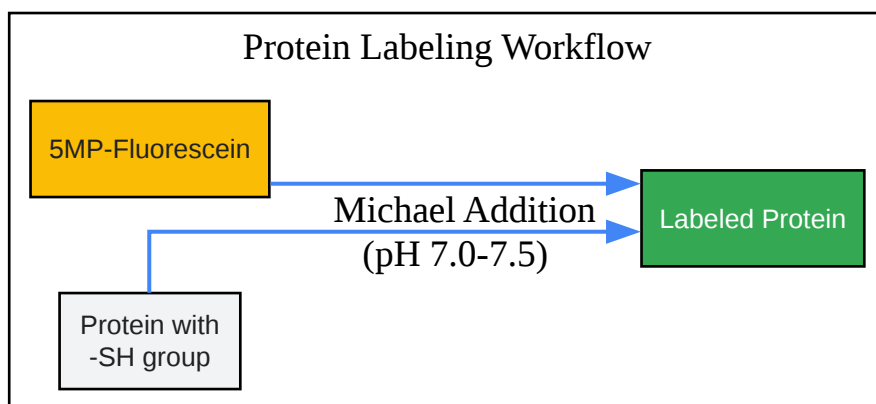 Protein Labeling Workflow
5MP-Fluorescein
Michael Addition
(pH 7.0-7.5)
Labeled Protein
Protein with
-SH group